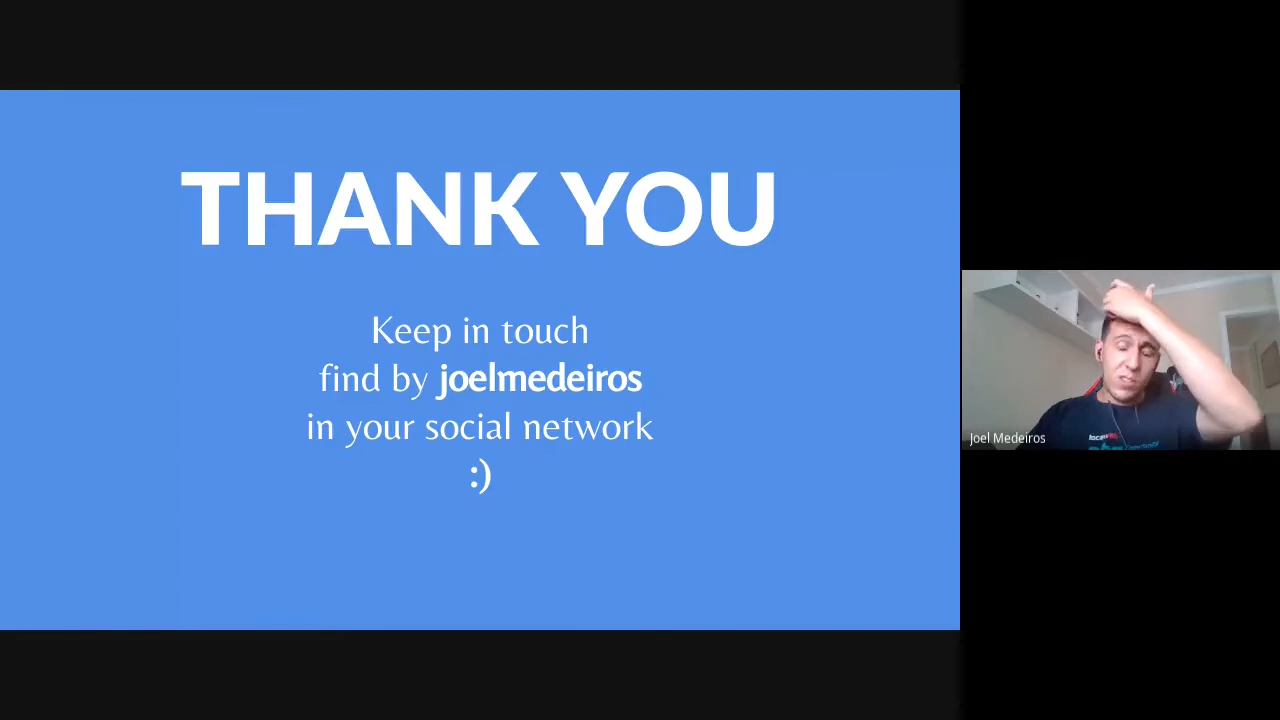 THANK YOU
Keep in touch
find by joelmedeiros
in your social network
:)
Joel Medeiros